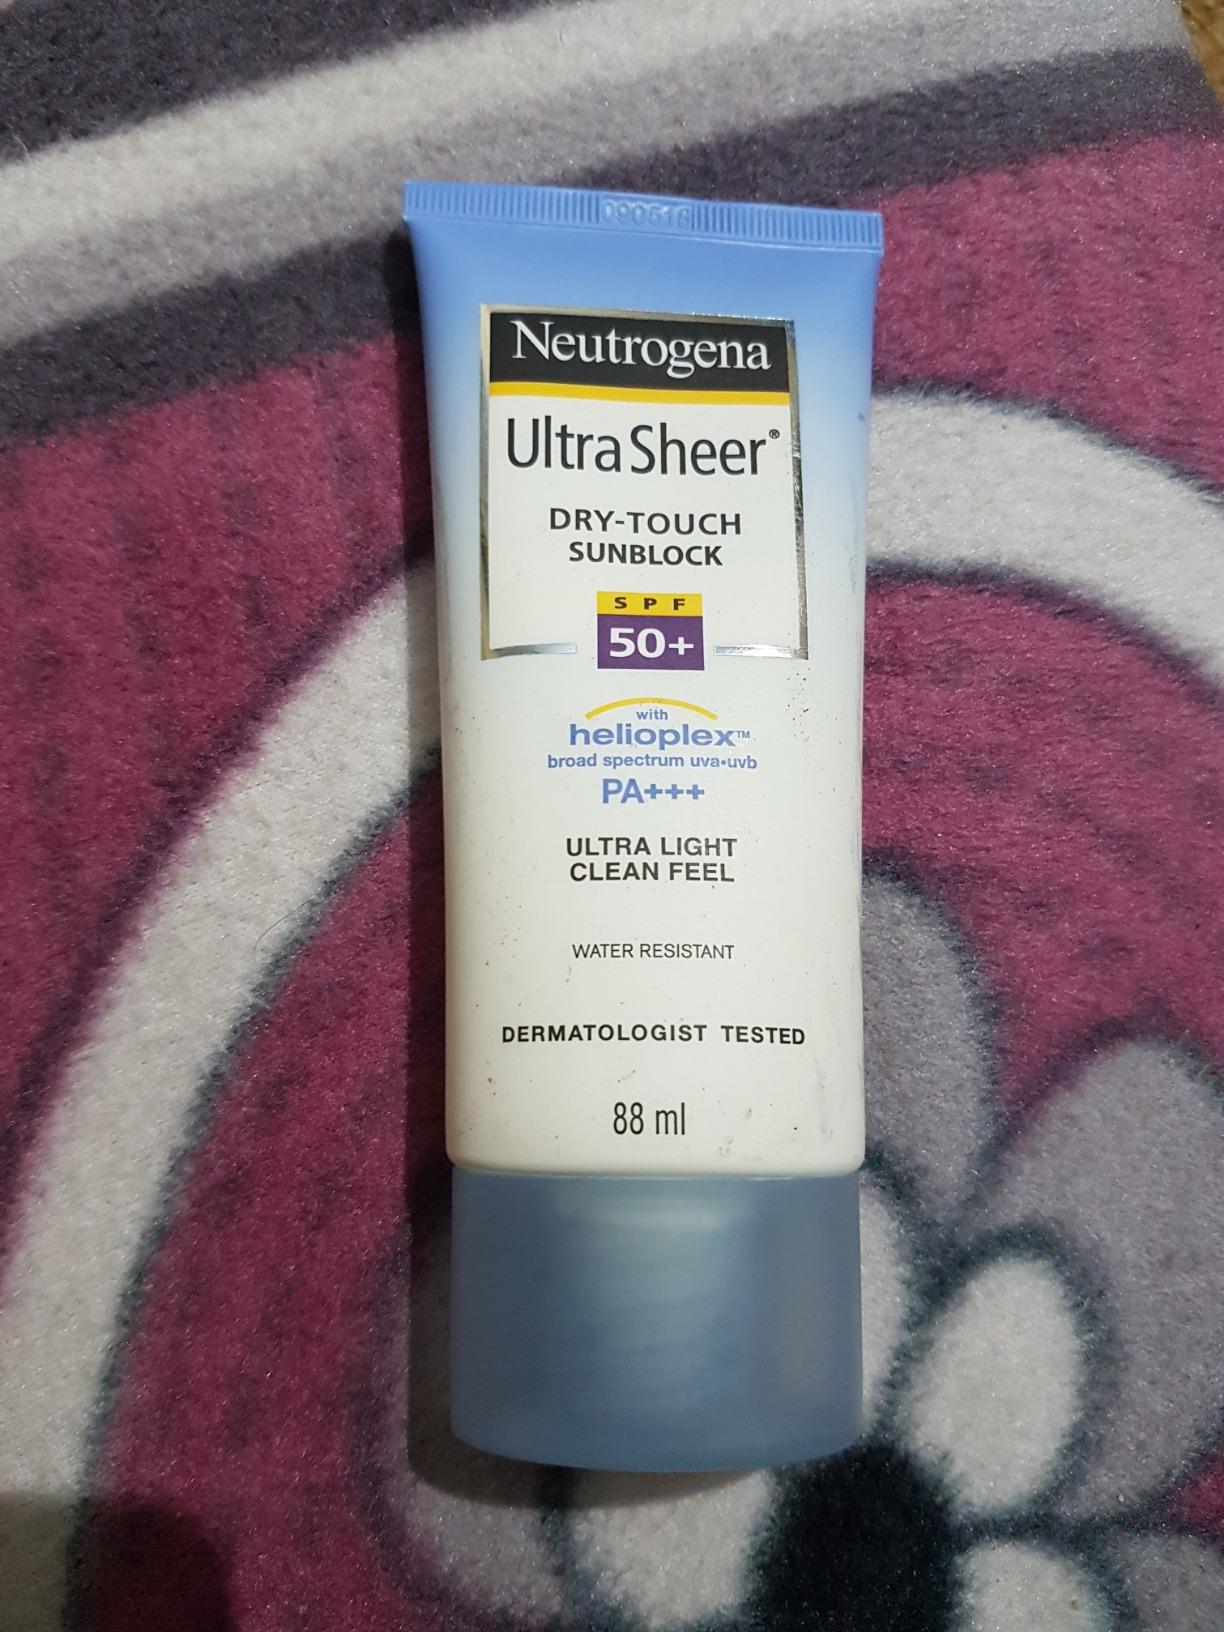 090516
Neutrogena
Ultra Sheer®
DRY-TOUCH
SUNBLOCK
SPF
50+
with
helioplex™
broad spectrum uva•uvb
PA+++
ULTRA LIGHT
CLEAN FEEL
WATER RESISTANT
DERMATOLOGIST TESTED
88 ml